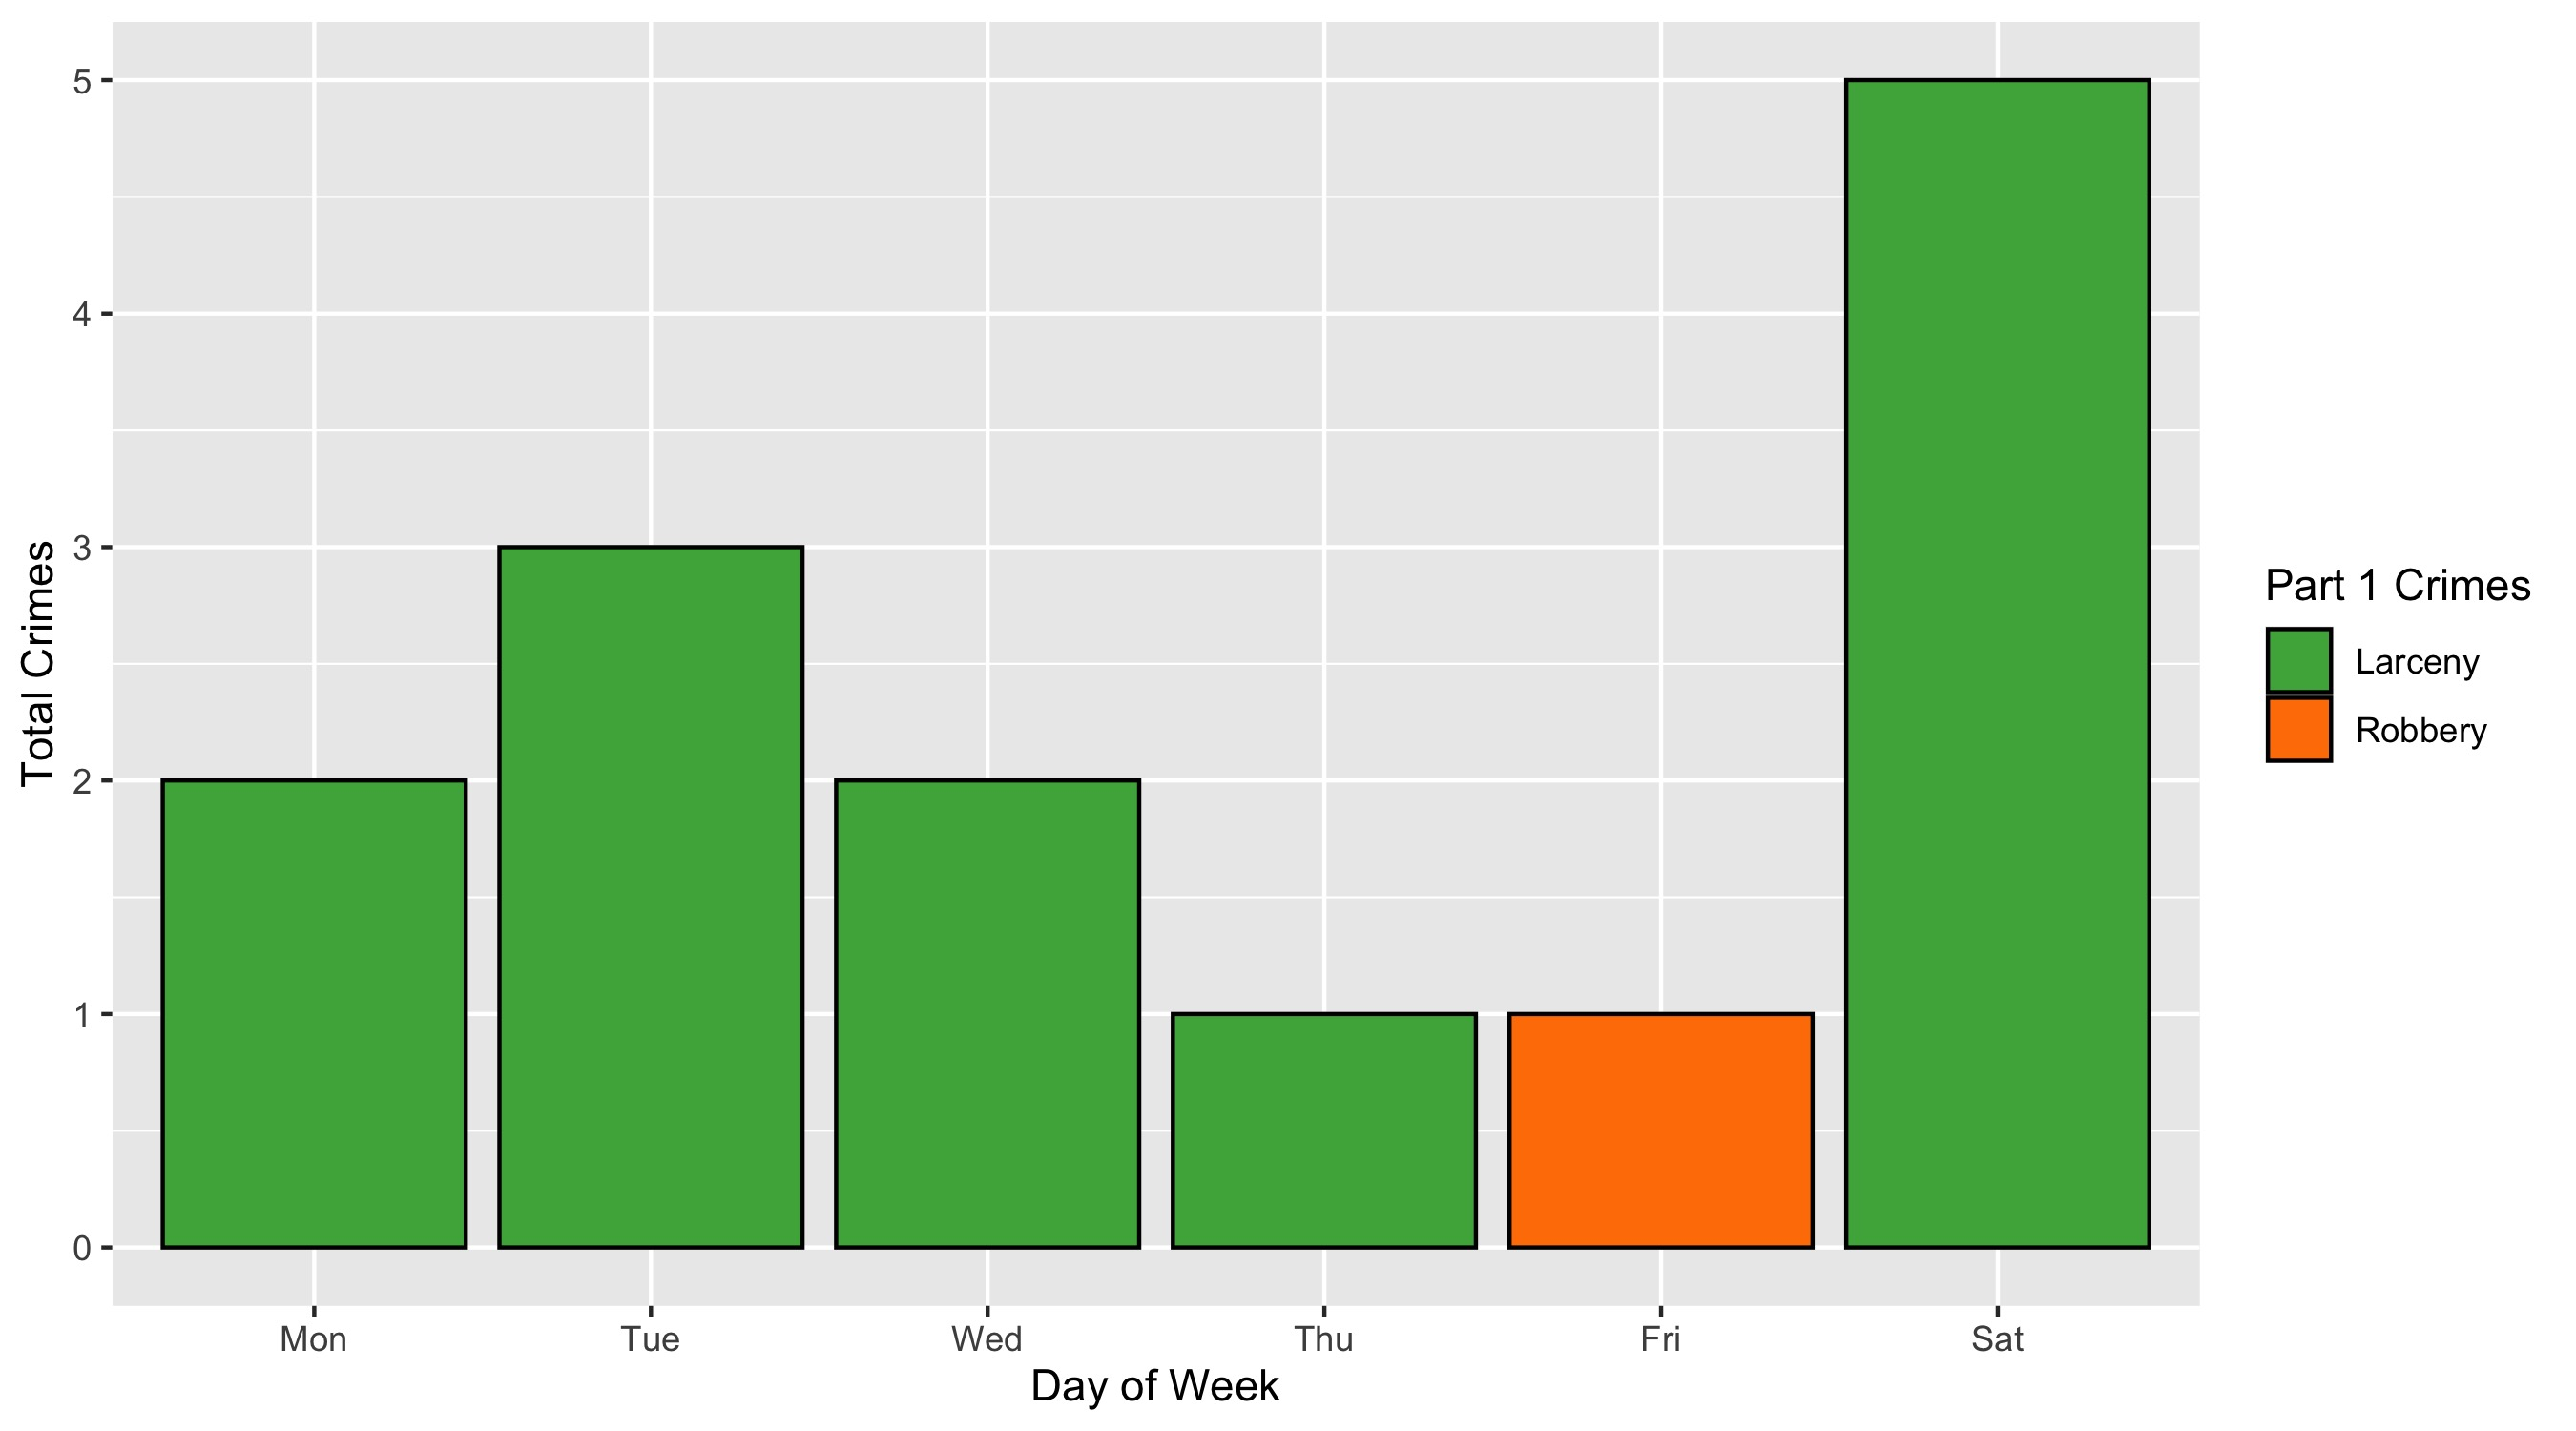 5
4
3
2
1
0
Total Crimes
Mon Tue Wed Thu Fri Sat
Day of Week
Part 1 Crimes
Larceny
Robbery